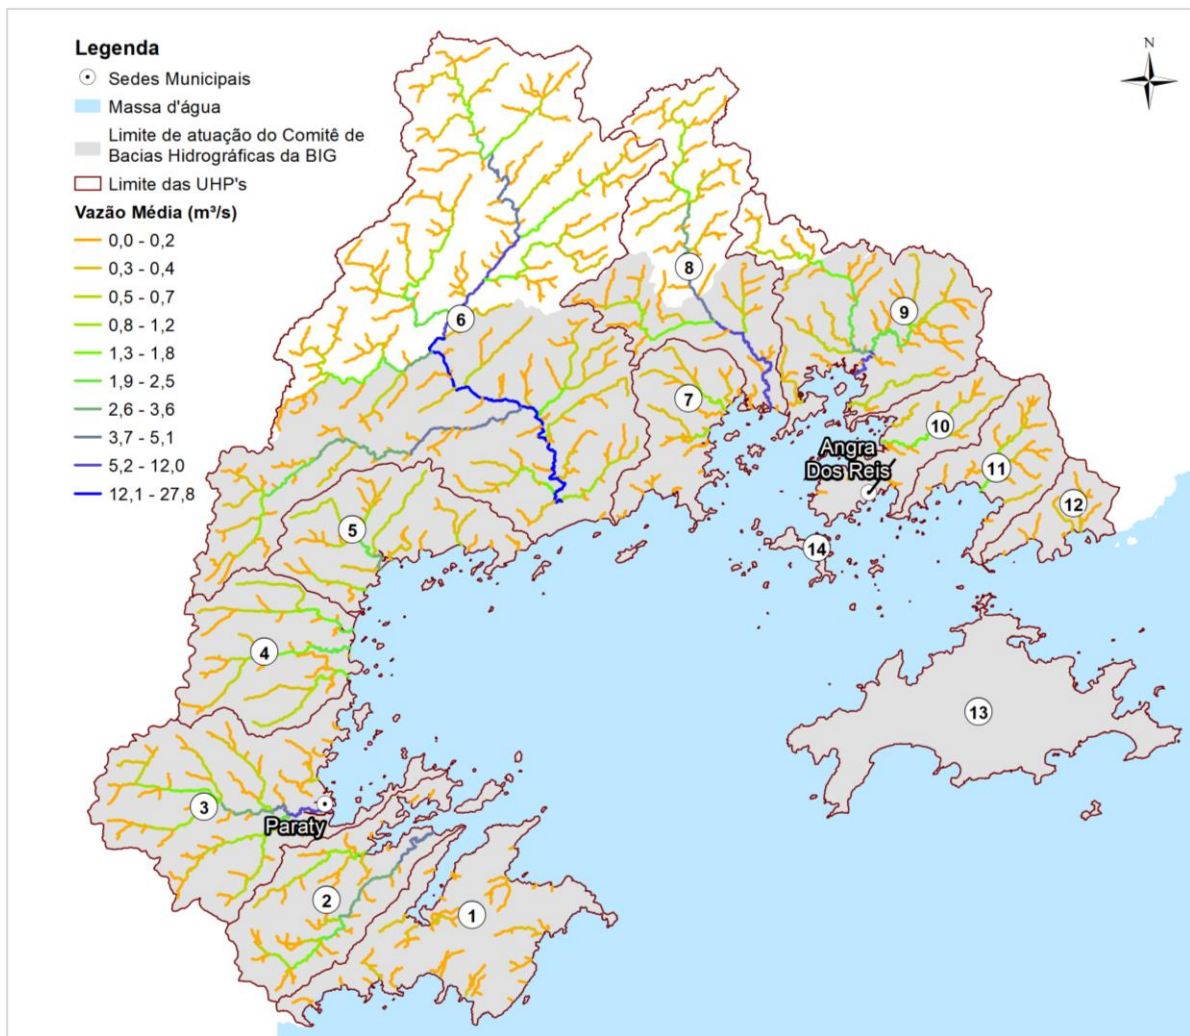 Legenda
Sedes Municipais
Massa d'água
Limite de atuação do Comitê de
Bacias Hidrográficas da BIG
Limite das UHP's
Vazão Média (m³/s)
0,0 - 0,2
0,3 - 0,4
0,5 - 0,7
0,8 - 1,2
1,3 - 1,8
1,9 - 2,5
2,6 - 3,6
3,7 - 5,1
5,2 - 12,0
12,1 - 27,8
N
8
9
6
7
10
Angra
Dos Reis
11
12
5
14
4
13
3
Paraty
2
1